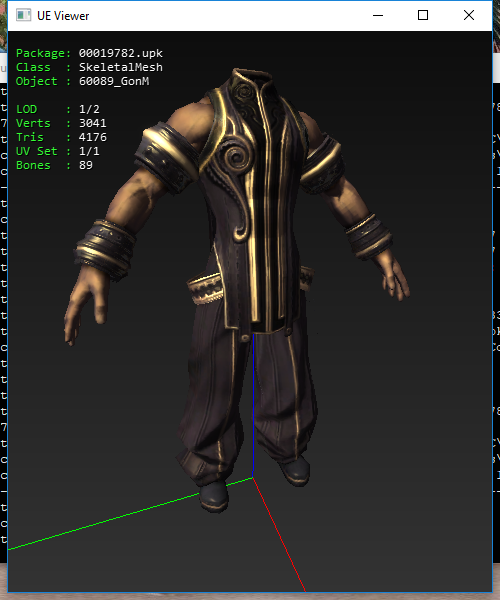 UE Viewer
Package: 00019782.upk
Class  : SkeletalMesh
Object : 60089_GonM
LOD    : 1/2
Verts  : 3041
Tris   : 4176
UV Set : 1/1
Bones  : 89